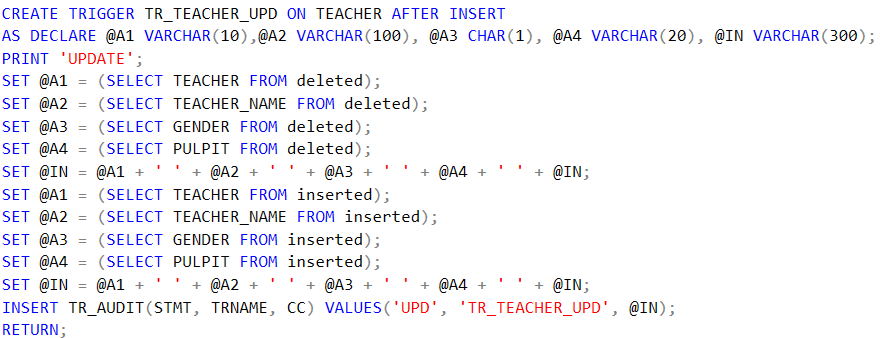 CREATE TRIGGER TR_TEACHER_UPD ON TEACHER AFTER INSERT
AS DECLARE @A1 VARCHAR(10),@A2 VARCHAR(100), @A3 CHAR(1), @A4 VARCHAR(20), @IN VARCHAR(300);
PRINT 'UPDATE';
SET @A1 = (SELECT TEACHER FROM deleted);
SET @A2 = (SELECT TEACHER_NAME FROM deleted);
SET @A3 = (SELECT GENDER FROM deleted);
SET @A4 = (SELECT PULPIT FROM deleted);
SET @IN = @A1 + ' ' + @A2 + ' ' + @A3 + ' ' + @A4 + ' ' + @IN;
SET @A1 = (SELECT TEACHER FROM inserted);
SET @A2 = (SELECT TEACHER_NAME FROM inserted);
SET @A3 = (SELECT GENDER FROM inserted);
SET @A4 = (SELECT PULPIT FROM inserted);
SET @IN = @A1 + ' ' + @A2 + ' ' + @A3 + ' ' + @A4 + ' ' + @IN;
INSERT TR_AUDIT(STMT, TRNAME, CC) VALUES('UPD', 'TR_TEACHER_UPD', @IN);
RETURN;